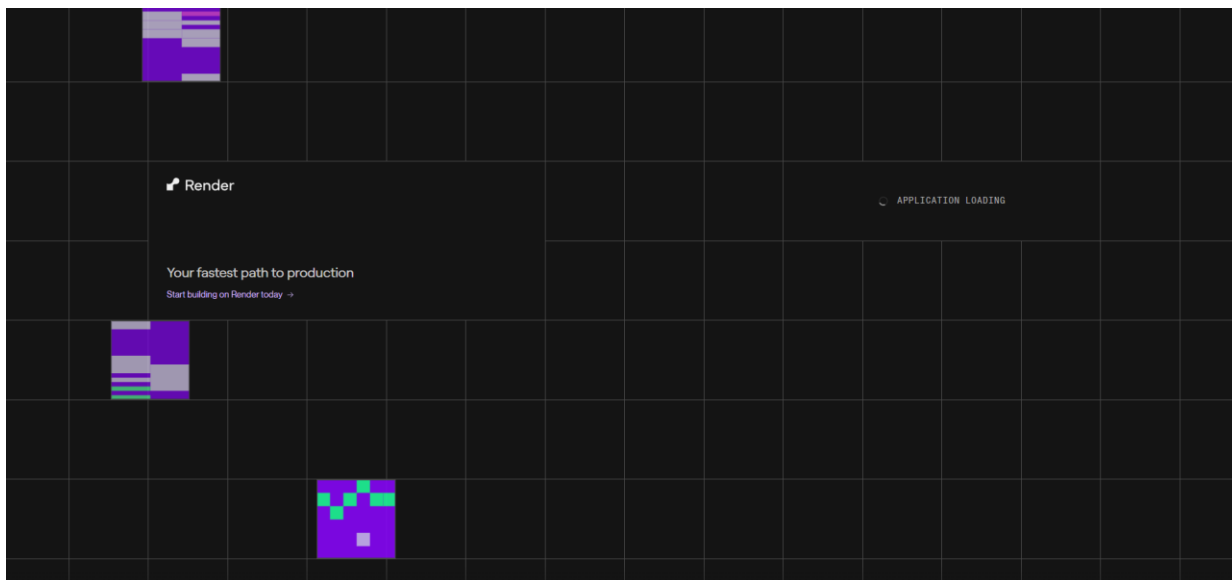 Render
APPLICATION LOADING
Your fastest path to production
Start building on Render today →